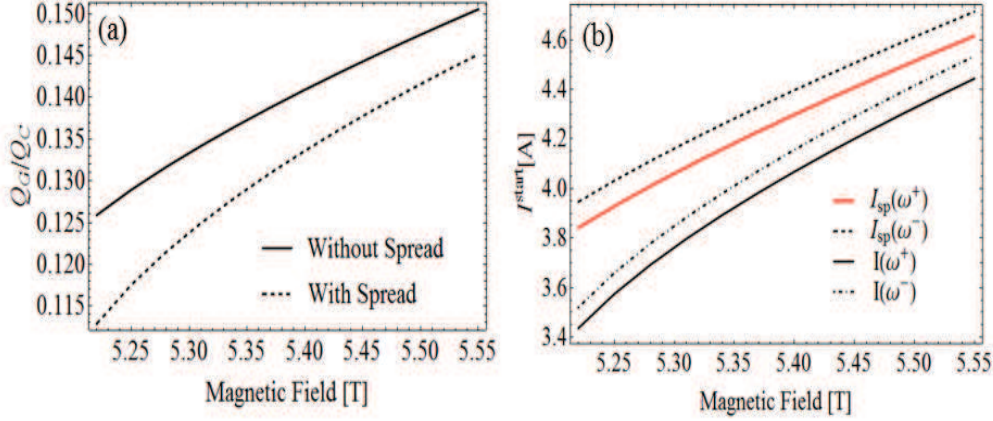 (a)
0.150
0.145
0.140
0.135
0.130
0.125
0.120
0.115
Q_G/Q_C
Without Spread
With Spread
5.25 5.30 5.35 5.40 5.45 5.50 5.55
Magnetic Field [T]
(b)
4.6
4.4
4.2
4.0
3.8
3.6
3.4
I^start[A]
I_sp(ω⁺)
I_sp(ω⁻)
I(ω⁺)
I(ω⁻)
5.25 5.30 5.35 5.40 5.45 5.50 5.55
Magnetic Field [T]